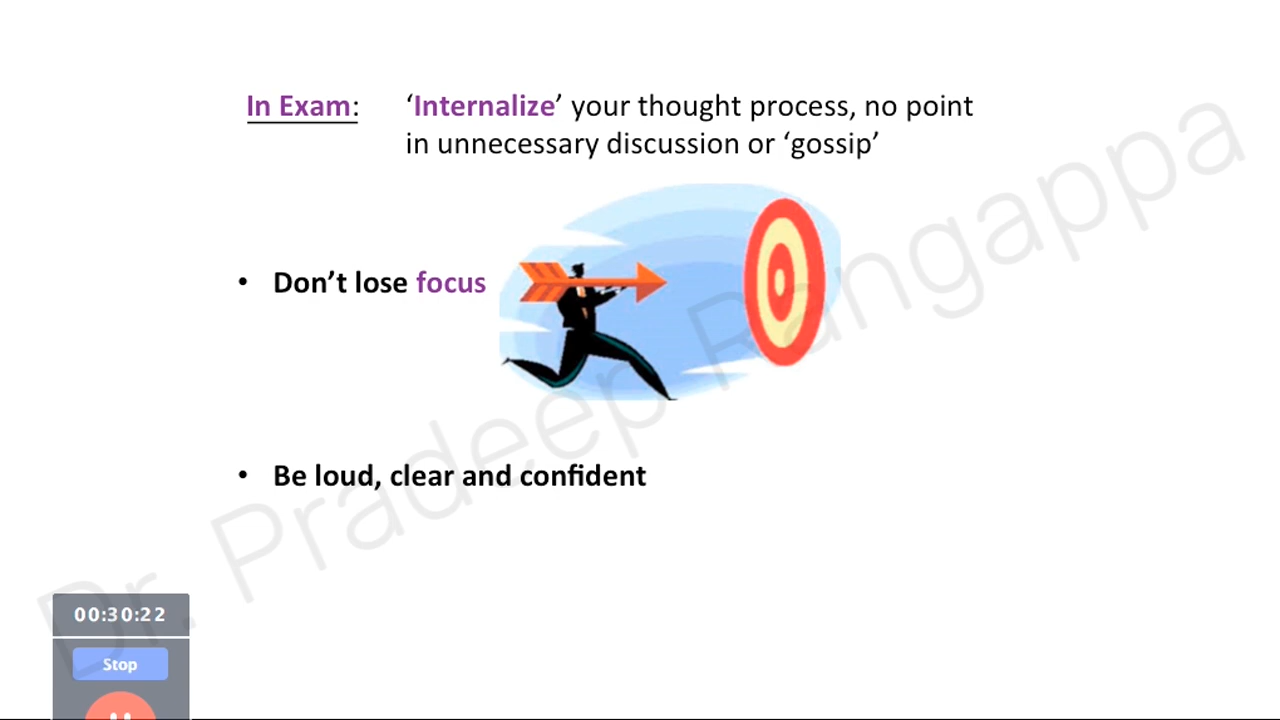 In Exam: ‘Internalize’ your thought process, no point
in unnecessary discussion or ‘gossip’
• Don’t lose focus
• Be loud, clear and confident
Dr. Pradeep Rangappa
00:30:22
Stop